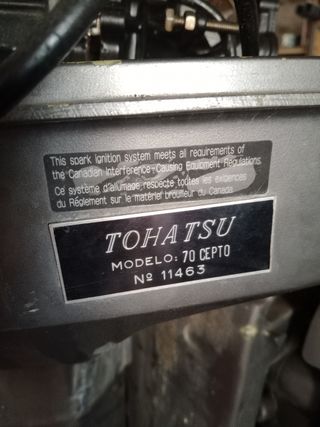 This spark ignition system meets all requirements of
the Canadian Interference-Causing Equipment Regulations.
Ce système d'allumage respecte toutes les exigences
du Règlement sur le matériel brouilleur du Canada.
TOHATSU
MODELO: 70 CEPTO
Nº 11463